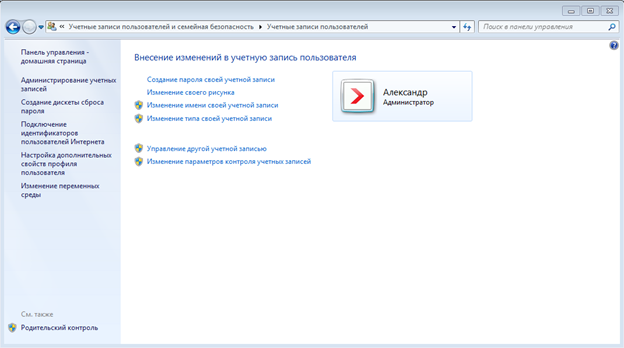 « Учетные записи пользователей и семейная безопасность ▸ Учетные записи пользователей
Поиск в панели управления
Панель управления -
домашняя страница
Администрирование учетных
записей
Создание дискеты сброса
пароля
Подключение
идентификаторов
пользователей Интернета
Настройка дополнительных
свойств профиля
пользователя
Изменение переменных
среды
См. также
Родительский контроль
Внесение изменений в учетную запись пользователя
Создание пароля своей учетной записи
Изменение своего рисунка
Изменение имени своей учетной записи
Изменение типа своей учетной записи
Управление другой учетной записью
Изменение параметров контроля учетных записей
Александр
Администратор